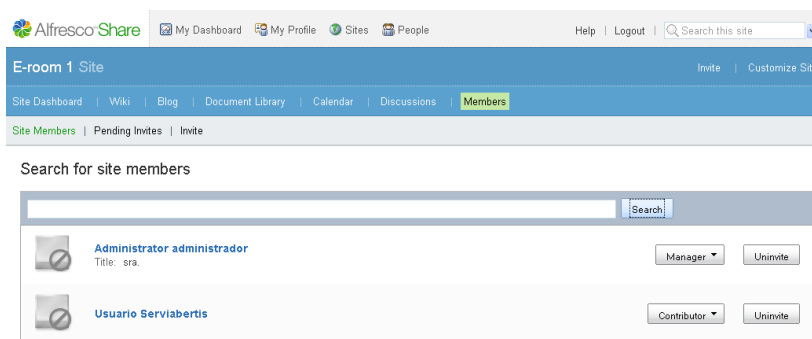 Alfresco Share My Dashboard My Profile Sites People Help | Logout | Search this site
E-room 1 Site Invite | Customize Sit
Site Dashboard | Wiki | Blog | Document Library | Calendar | Discussions | Members
Site Members | Pending Invites | Invite
Search for site members
Search
Administrator administrador
Title: sra. Manager Uninvite
Usuario Serviabertis Contributor Uninvite